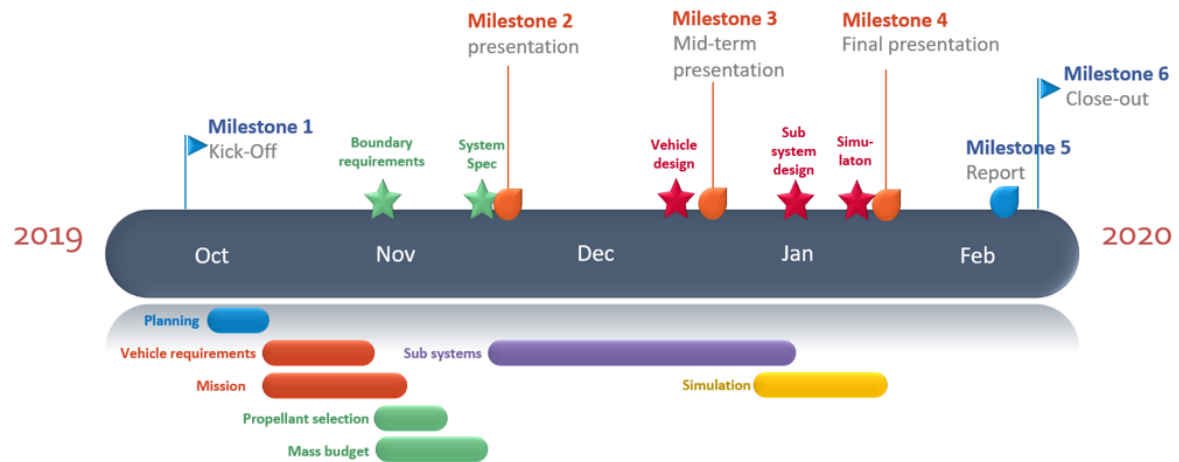 Milestone 1
Kick-Off
Boundary
requirements
System
Spec
Milestone 2
presentation
Vehicle
design
Milestone 3
Mid-term
presentation
Sub
system
design
Simu-
laton
Milestone 4
Final presentation
Milestone 5
Report
Milestone 6
Close-out
2019
Oct
Nov
Dec
Jan
Feb
2020
Planning
Vehicle requirements
Sub systems
Mission
Simulation
Propellant selection
Mass budget